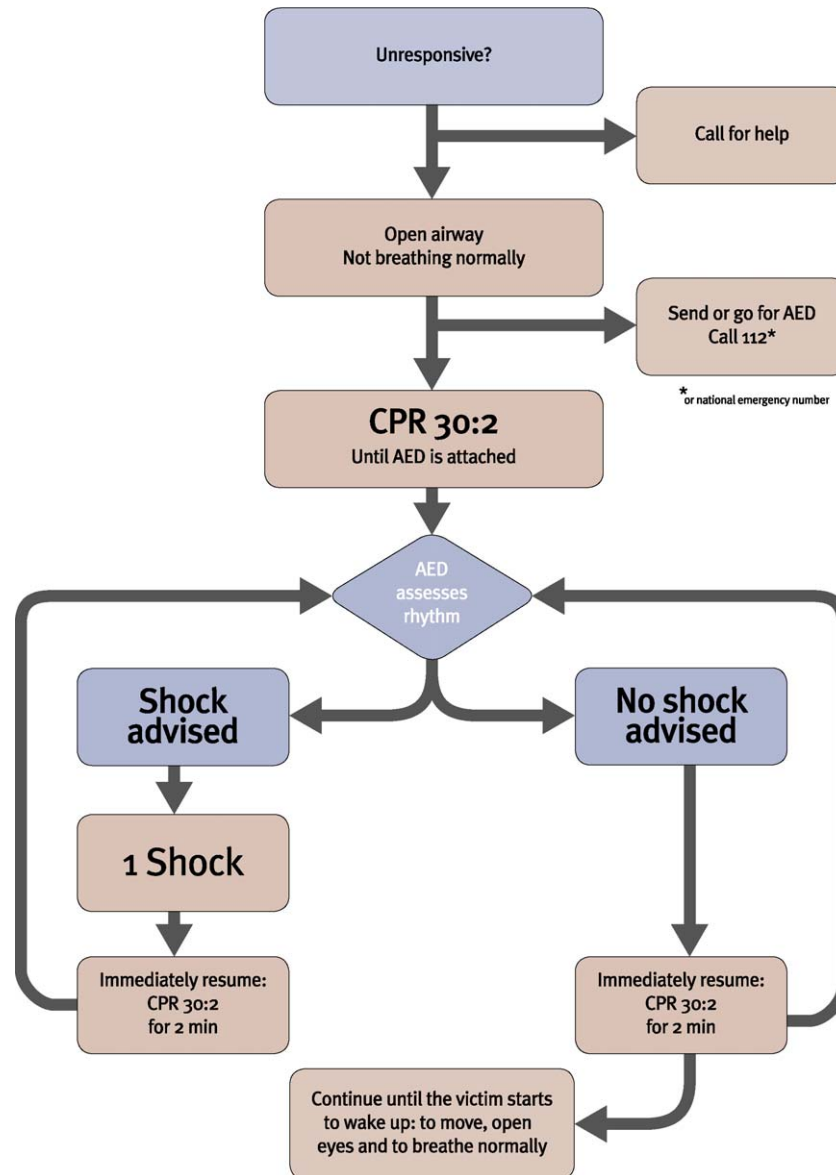 Unresponsive?
Call for help
Open airway
Not breathing normally
Send or go for AED
Call 112*
*or national emergency number
CPR 30:2
Until AED is attached
AED
assesses
rhythm
Shock
advised
No shock
advised
1 Shock
Immediately resume:
CPR 30:2
for 2 min
Immediately resume:
CPR 30:2
for 2 min
Continue until the victim starts
to wake up: to move, open
eyes and to breathe normally